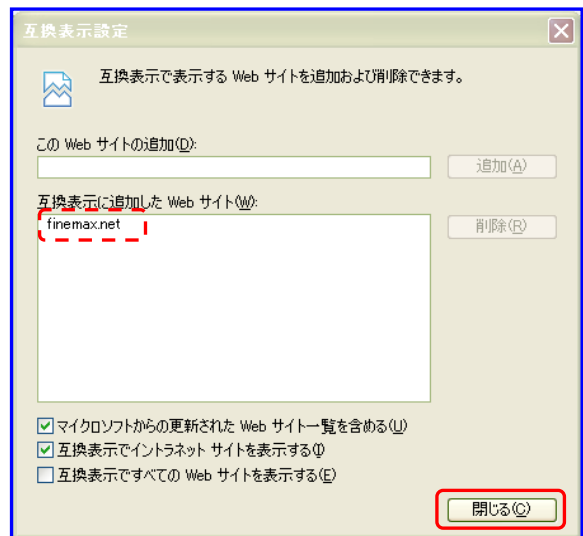 互換表示設定
互換表示で表示する Web サイトを追加および削除できます。
この Web サイトの追加(D):
追加(A)
互換表示に追加した Web サイト(W):
finemax.net
削除(R)
マイクロソフトからの更新された Web サイト一覧を含める(U)
互換表示でイントラネット サイトを表示する(I)
互換表示ですべての Web サイトを表示する(E)
閉じる(C)